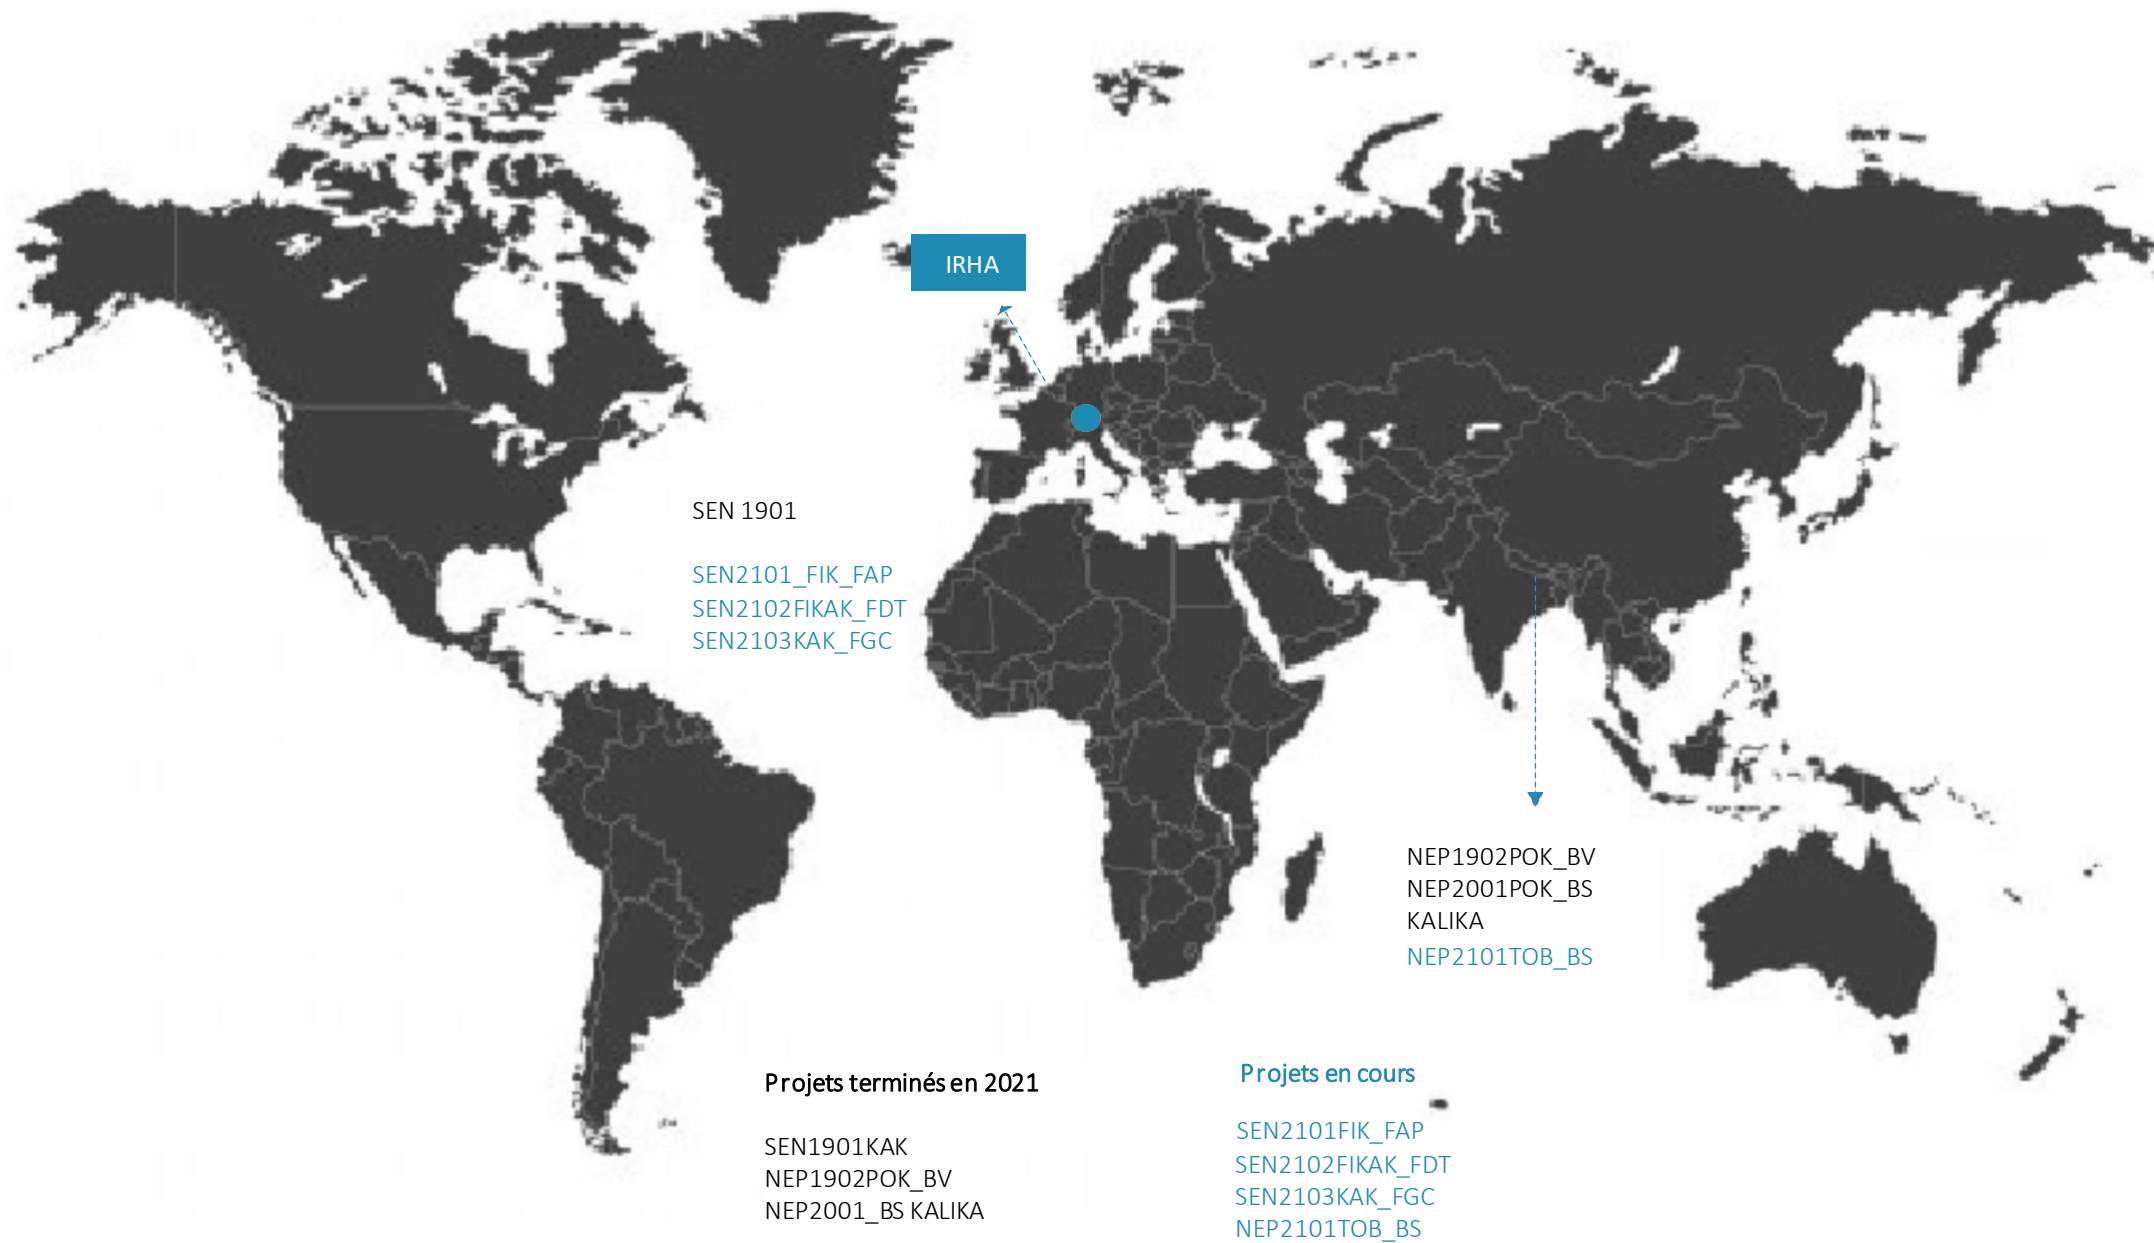 IRHA
SEN 1901
SEN2101_FIK_FAP
SEN2102FIKAK_FDT
SEN2103KAK_FGC
NEP1902POK_BV
NEP2001POK_BS
KALIKA
NEP2101TOB_BS
Projets terminés en 2021
SEN1901KAK
NEP1902POK_BV
NEP2001_BS KALIKA
Projets en cours
SEN2101FIK_FAP
SEN2102FIKAK_FDT
SEN2103KAK_FGC
NEP2101TOB_BS